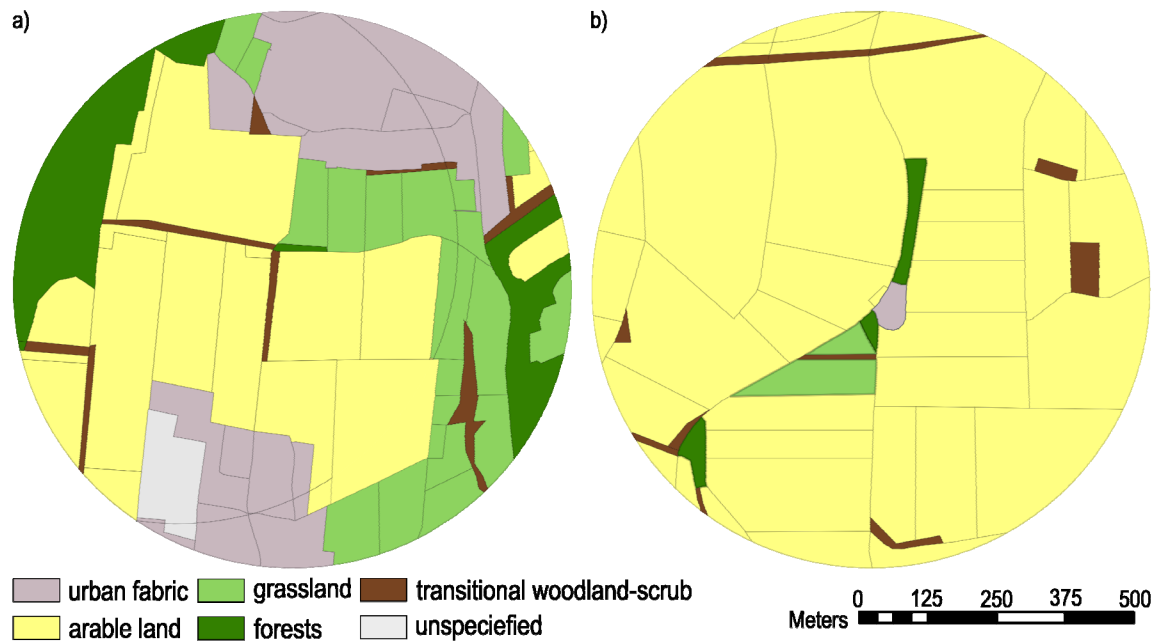 a)
b)
urban fabric
grassland
transitional woodland-scrub
arable land
forests
unspeciefied
0 125 250 375 500
Meters